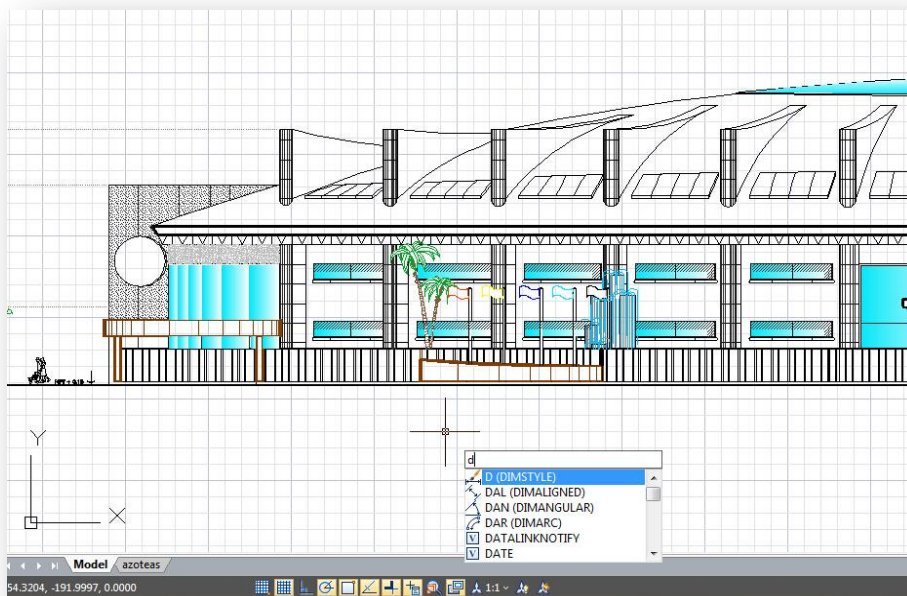 d
D (DIMSTYLE)
DAL (DIMALIGNED)
DAN (DIMANGULAR)
DAR (DIMARC)
DATALINKNOTIFY
DATE
Y
X
Model azoteas
54.3204, -191.9997, 0.0000
1:1